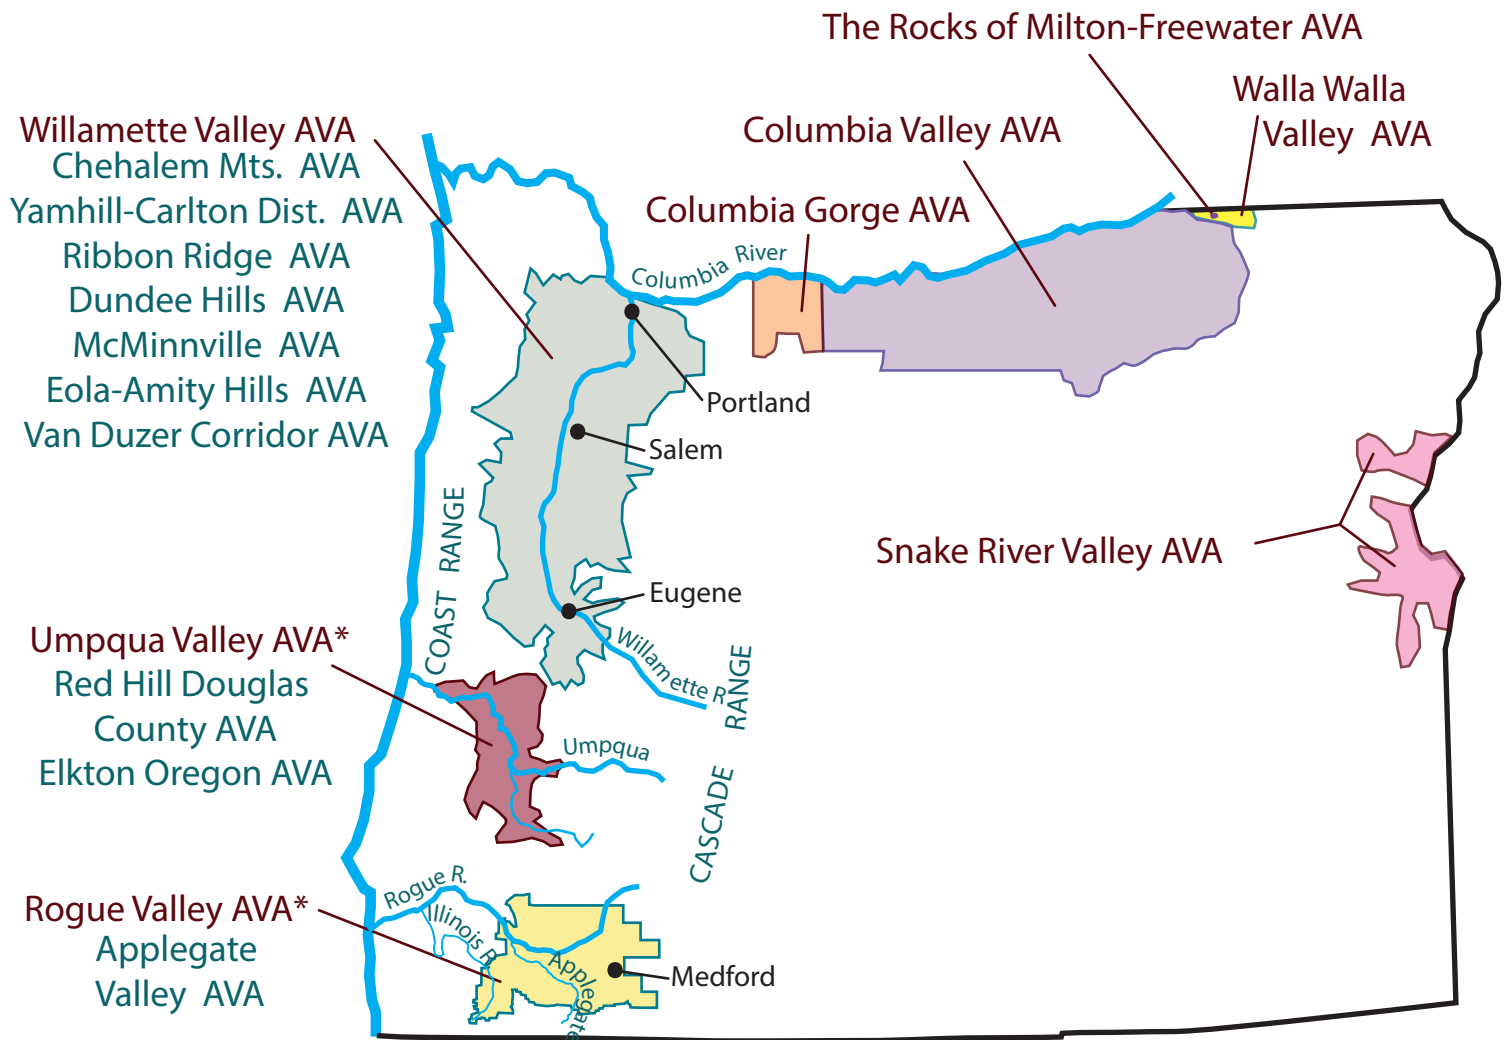 The Rocks of Milton-Freewater AVA
Walla Walla
Valley AVA
Columbia Valley AVA
Columbia Gorge AVA
Willamette Valley AVA
Chehalem Mts. AVA
Yamhill-Carlton Dist. AVA
Ribbon Ridge AVA
Dundee Hills AVA
McMinnville AVA
Eola-Amity Hills AVA
Van Duzer Corridor AVA
Columbia River
Portland
Salem
Eugene
COAST RANGE
Willamette R.
CASCADE RANGE
Snake River Valley AVA
Umpqua Valley AVA*
Red Hill Douglas
County AVA
Elkton Oregon AVA
Umpqua
Rogue Valley AVA*
Applegate
Valley AVA
Rogue R.
Illinois R.
Applegate
Medford